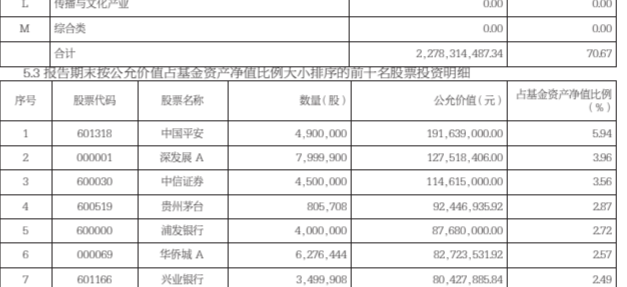 L 传播与文化产业 0.00 0.00
M 综合类 0.00 0.00
合计 2,278,314,487.34 70.67
5.3 报告期末按公允价值占基金资产净值比例大小排序的前十名股票投资明细
序号 股票代码 股票名称 数量(股) 公允价值(元) 占基金资产净值比例(%)
1 601318 中国平安 4,900,000 191,639,000.00 5.94
2 000001 深发展 A 7,999,900 127,518,406.00 3.96
3 600030 中信证券 4,500,000 114,615,000.00 3.56
4 600519 贵州茅台 805,708 92,446,935.92 2.87
5 600000 浦发银行 4,000,000 87,680,000.00 2.72
6 000069 华侨城 A 6,276,444 82,723,531.92 2.57
7 601166 兴业银行 3,499,908 80,427,885.84 2.49